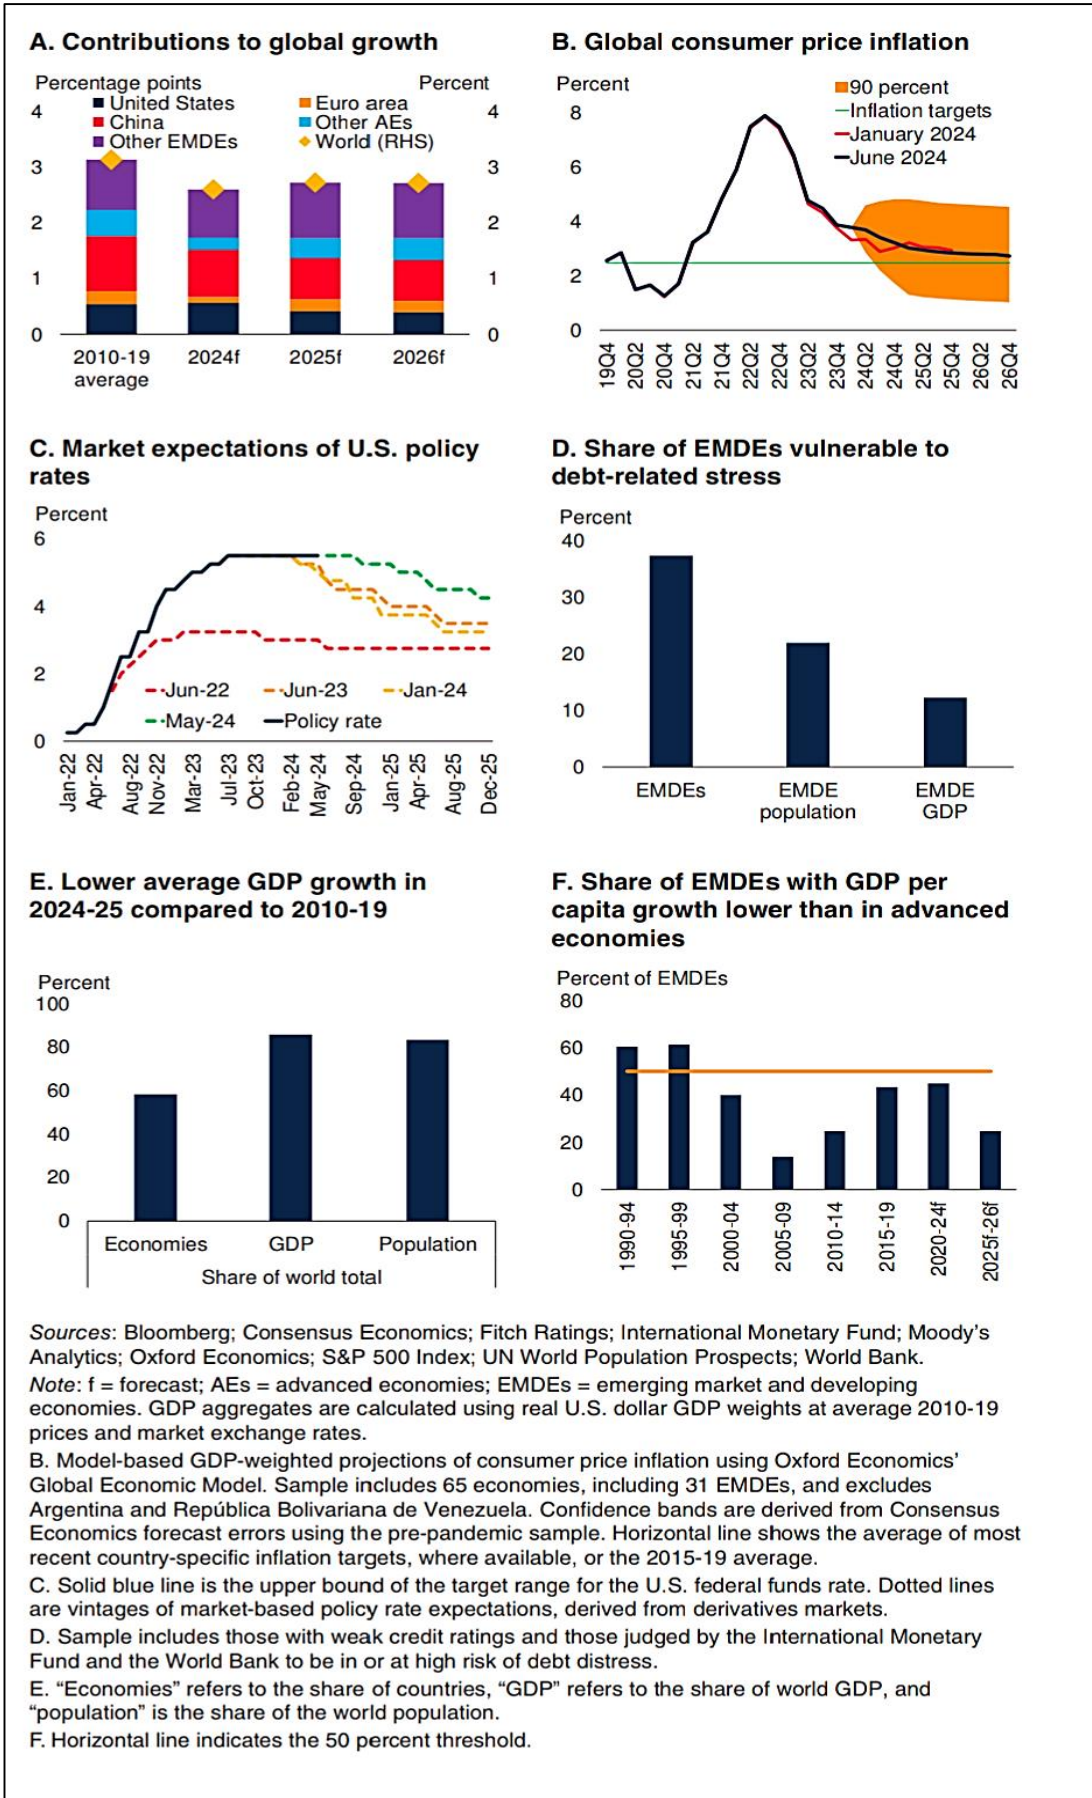 A. Contributions to global growth
Percentage points
Percent
United States
Euro area
China
Other AEs
Other EMDEs
World (RHS)
4
3
2
1
0
4
3
2
1
0
2010-19 average
2024f
2025f
2026f
B. Global consumer price inflation
Percent
90 percent
Inflation targets
January 2024
June 2024
8
6
4
2
0
19Q4
20Q2
20Q4
21Q2
21Q4
22Q2
22Q4
23Q2
23Q4
24Q2
24Q4
25Q2
25Q4
26Q2
26Q4
C. Market expectations of U.S. policy
rates
Percent
6
4
2
0
Jun-22
Jun-23
Jan-24
May-24
Policy rate
Jan-22
Apr-22
Aug-22
Nov-22
Mar-23
Jul-23
Oct-23
Feb-24
May-24
Sep-24
Jan-25
Apr-25
Aug-25
Dec-25
D. Share of EMDEs vulnerable to
debt-related stress
Percent
40
30
20
10
0
EMDEs
EMDE population
EMDE GDP
E. Lower average GDP growth in
2024-25 compared to 2010-19
Percent
100
80
60
40
20
0
Economies
GDP
Population
Share of world total
F. Share of EMDEs with GDP per
capita growth lower than in advanced
economies
Percent of EMDEs
80
60
40
20
0
1990-94
1995-99
2000-04
2005-09
2010-14
2015-19
2020-24f
2025f-26f
Sources: Bloomberg; Consensus Economics; Fitch Ratings; International Monetary Fund; Moody's
Analytics; Oxford Economics; S&P 500 Index; UN World Population Prospects; World Bank.
Note: f = forecast; AEs = advanced economies; EMDEs = emerging market and developing
economies. GDP aggregates are calculated using real U.S. dollar GDP weights at average 2010-19
prices and market exchange rates.
B. Model-based GDP-weighted projections of consumer price inflation using Oxford Economics'
Global Economic Model. Sample includes 65 economies, including 31 EMDEs, and excludes
Argentina and República Bolivariana de Venezuela. Confidence bands are derived from Consensus
Economics forecast errors using the pre-pandemic sample. Horizontal line shows the average of most
recent country-specific inflation targets, where available, or the 2015-19 average.
C. Solid blue line is the upper bound of the target range for the U.S. federal funds rate. Dotted lines
are vintages of market-based policy rate expectations, derived from derivatives markets.
D. Sample includes those with weak credit ratings and those judged by the International Monetary
Fund and the World Bank to be in or at high risk of debt distress.
E. "Economies" refers to the share of countries, "GDP" refers to the share of world GDP, and
"population" is the share of the world population.
F. Horizontal line indicates the 50 percent threshold.